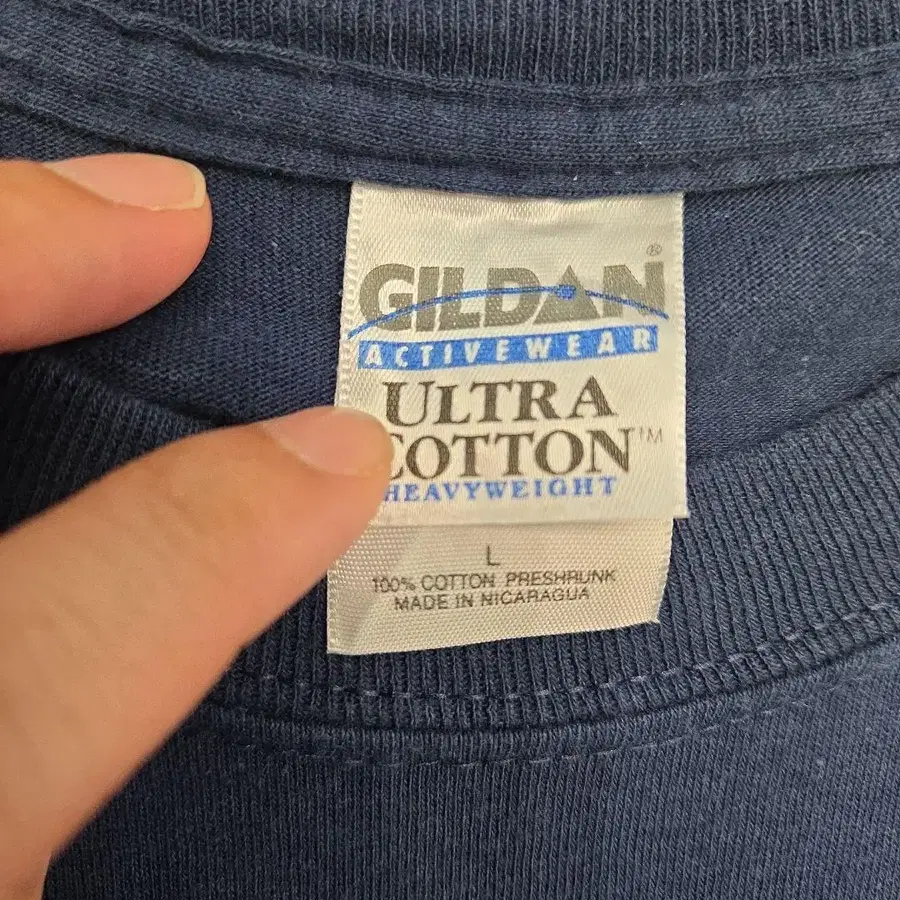 GILDAN®
ACTIVEWEAR
ULTRA
COTTON™
HEAVYWEIGHT
L
100% COTTON PRESHRUNK
MADE IN NICARAGUA